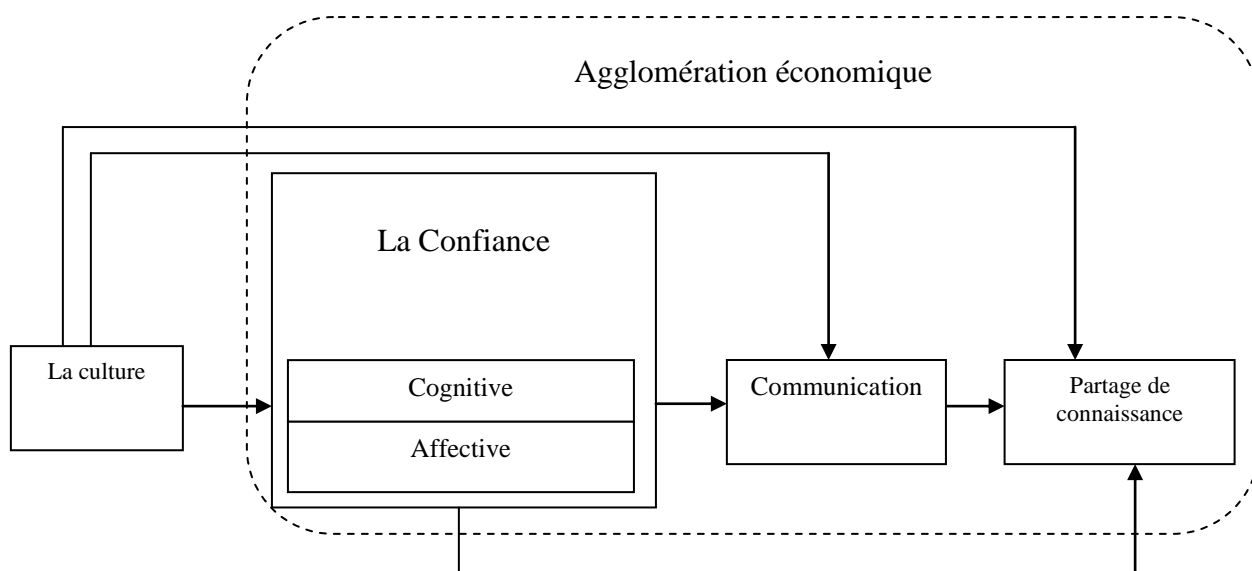 Agglomération économique
La Confiance
La culture
Cognitive
Affective
Communication
Partage de
connaissance